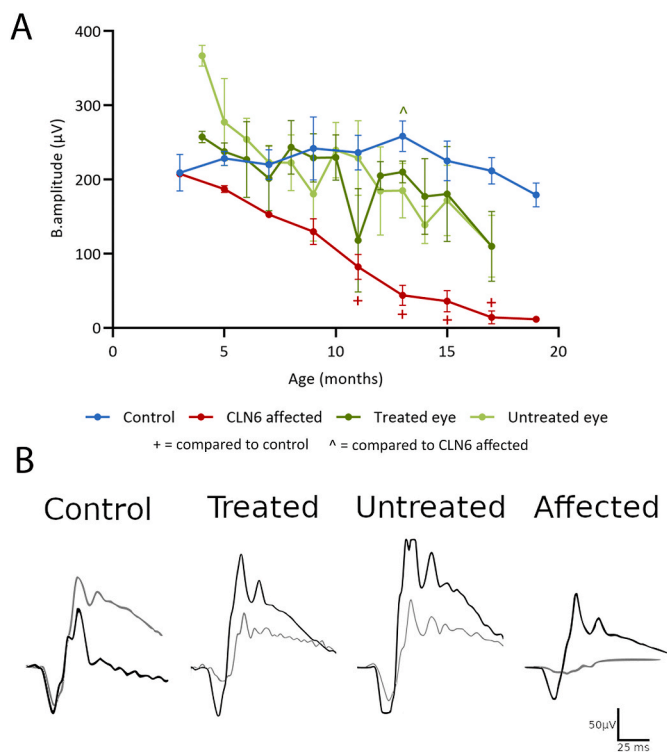 A
400
300
200
100
0
B.amplitude (μV)
^
+ + + +
0 5 10 15 20
Age (months)
Control CLN6 affected Treated eye Untreated eye
+ = compared to control ^ = compared to CLN6 affected
B
Control Treated Untreated Affected
50μV
25 ms